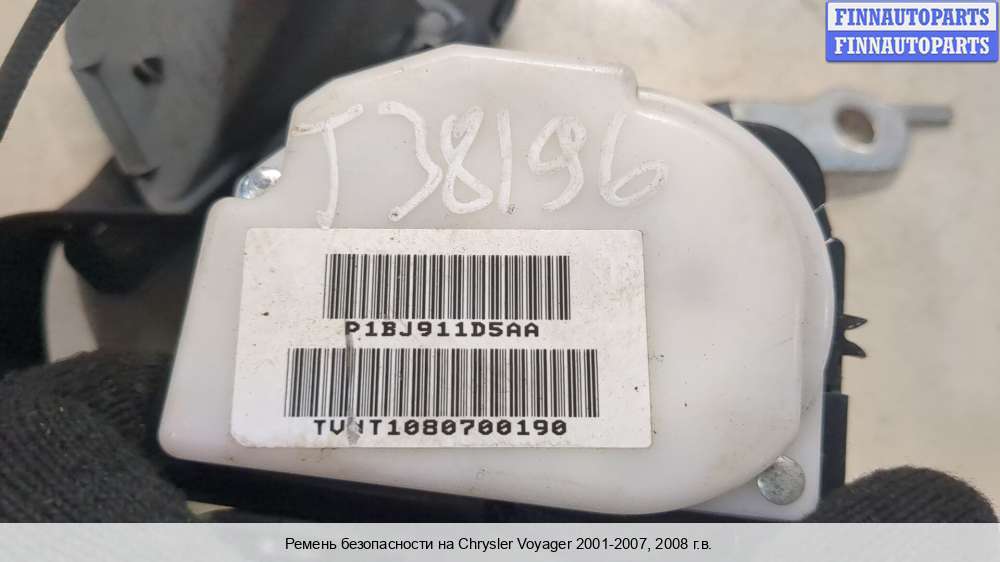 FINNAUTOPARTS
FINNAUTOPARTS
J38196
P1BJ911D5AA
Ремень безопасности на Chrysler Voyager 2001-2007, 2008 г.в.